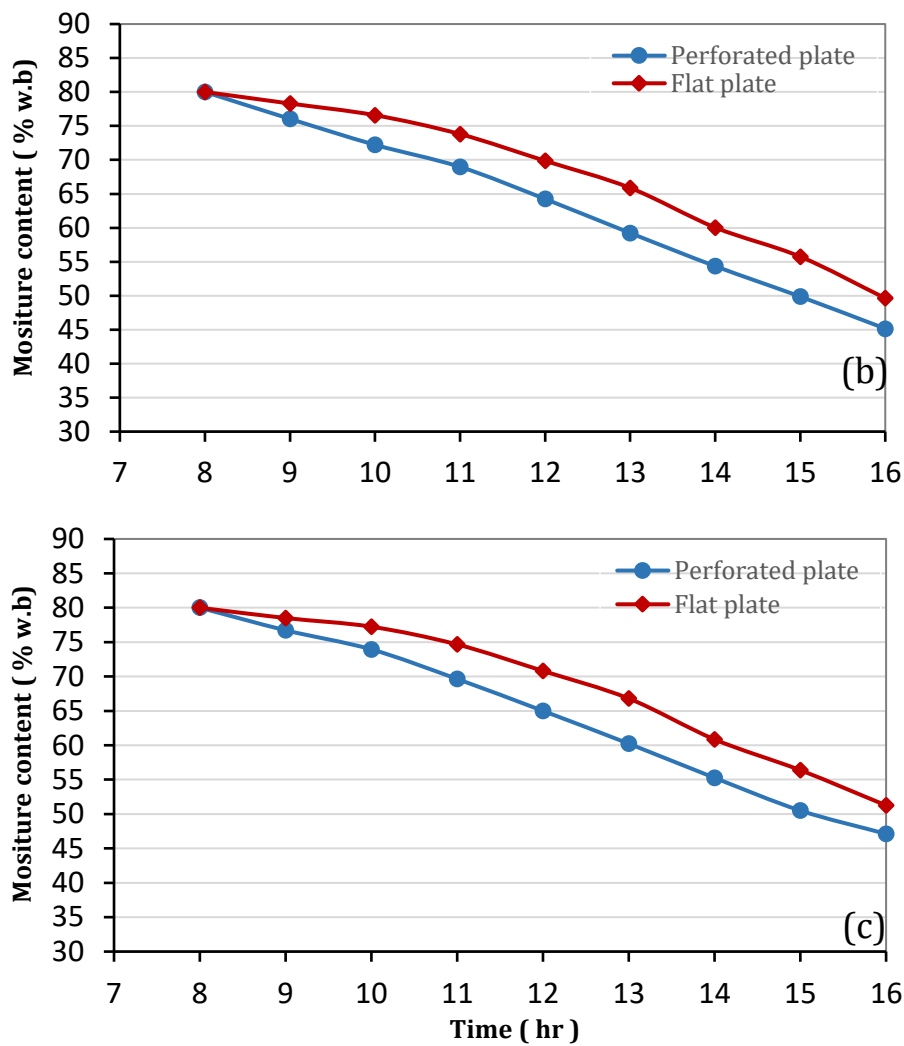 90
85
80
75
70
65
60
55
50
45
40
35
30
Mositure content ( % w.b)
Perforated plate
Flat plate
(b)
7 8 9 10 11 12 13 14 15 16
90
85
80
75
70
65
60
55
50
45
40
35
30
Mositure content ( % w.b)
Perforated plate
Flat plate
(c)
7 8 9 10 11 12 13 14 15 16
Time ( hr )